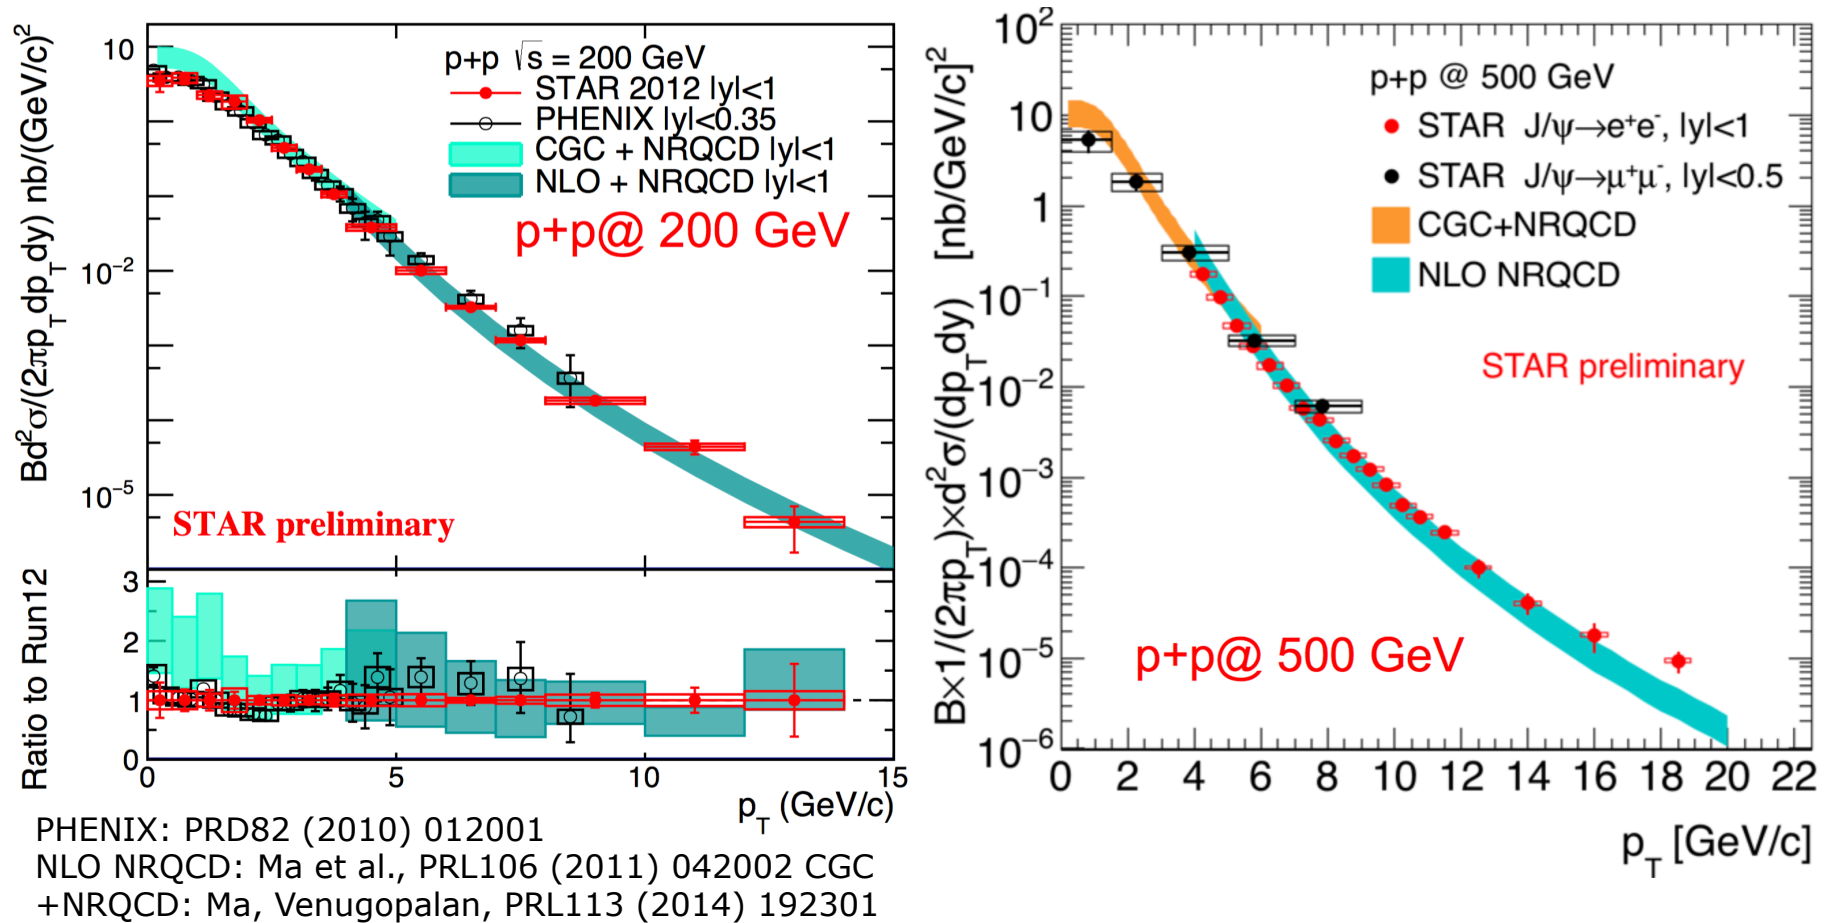 Bd²σ/(2πp_T dp_T dy) nb/(GeV/c)²
10
10⁻²
10⁻⁵
p+p √s = 200 GeV
STAR 2012 |y|<1
PHENIX |y|<0.35
CGC + NRQCD |y|<1
NLO + NRQCD |y|<1
p+p@ 200 GeV
STAR preliminary
Ratio to Run12
3
2
1
0
0 5 10 15
p_T (GeV/c)
PHENIX: PRD82 (2010) 012001
NLO NRQCD: Ma et al., PRL106 (2011) 042002 CGC
+NRQCD: Ma, Venugopalan, PRL113 (2014) 192301
B×1/(2πp_T)×d²σ/(dp_T dy) [nb/GeV/c]²
10²
10
1
10⁻¹
10⁻²
10⁻³
10⁻⁴
10⁻⁵
10⁻⁶
p+p @ 500 GeV
STAR J/ψ→e⁺e⁻, |y|<1
STAR J/ψ→μ⁺μ⁻, |y|<0.5
CGC+NRQCD
NLO NRQCD
STAR preliminary
p+p@ 500 GeV
0 2 4 6 8 10 12 14 16 18 20 22
p_T [GeV/c]